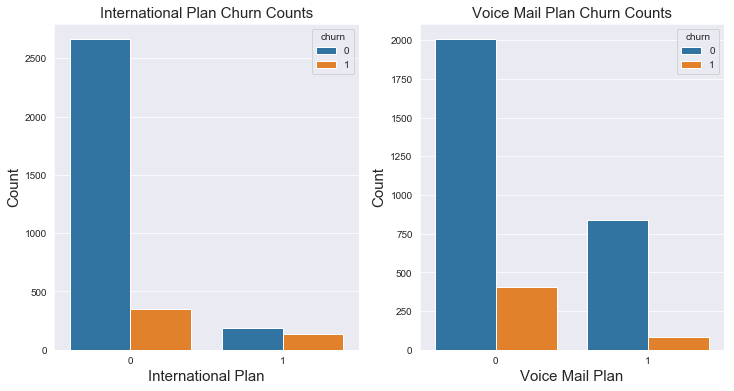 International Plan Churn Counts
churn
0
1
2500
2000
1500
1000
500
0
Count
0 1
International Plan
Voice Mail Plan Churn Counts
churn
0
1
2000
1750
1500
1250
1000
750
500
250
0
Count
0 1
Voice Mail Plan